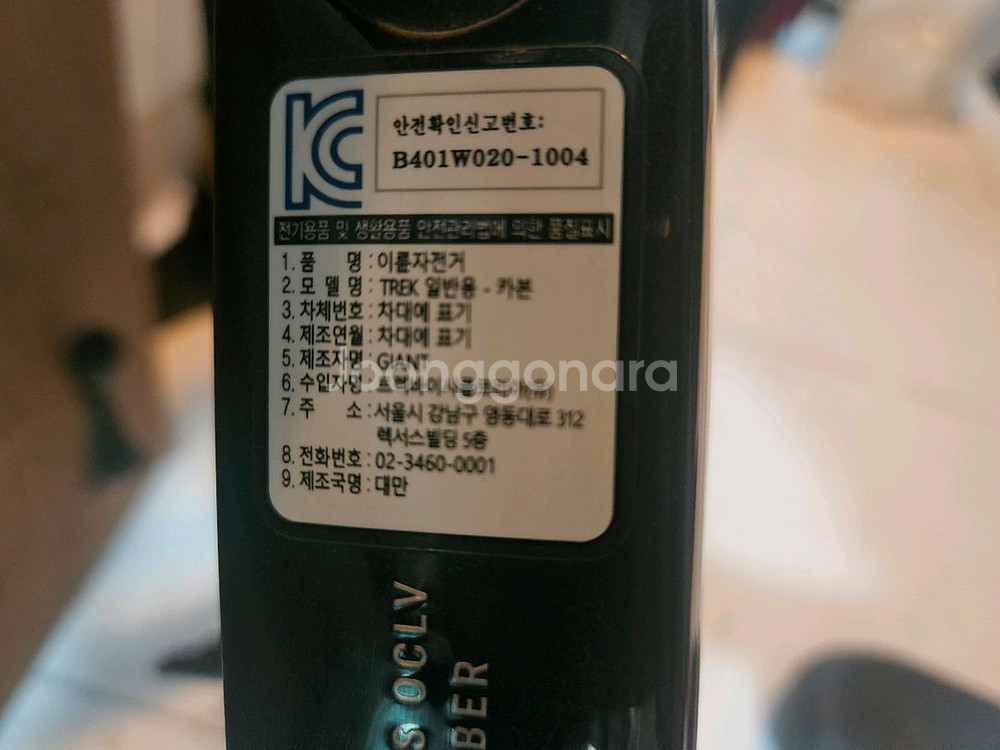 KC
안전확인신고번호:
B401W020-1004
전기용품 및 생활용품 안전관리법에 의한 품질표시
1. 품 명 : 이륜자전거
2. 모 델 명 : TREK 일반용 - 카본
3. 차체번호 : 차대에 표기
4. 제조연월 : 차대에 표기
5. 제조자명 : GIANT
6. 수입자명 :
joonggonara
7. 주 소 : 서울시 강남구 영동대로 312
렉서스빌딩 5층
8. 전화번호 : 02-3460-0001
9. 제조국명 : 대만
S OCLV
BER